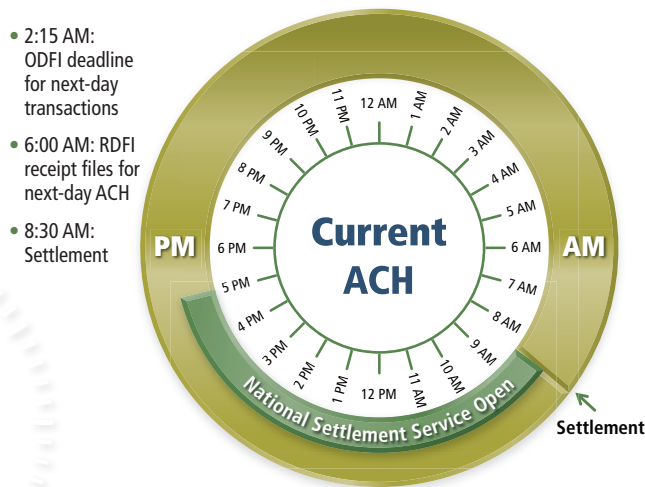 • 2:15 AM:
ODFI deadline
for next-day
transactions
• 6:00 AM: RDFI
receipt files for
next-day ACH
• 8:30 AM:
Settlement
12 AM
1 AM
2 AM
3 AM
4 AM
5 AM
6 AM
7 AM
8 AM
9 AM
10 AM
11 AM
12 PM
1 PM
2 PM
3 PM
4 PM
5 PM
6 PM
7 PM
8 PM
9 PM
10 PM
11 PM
PM
AM
Current
ACH
National Settlement Service Open
Settlement